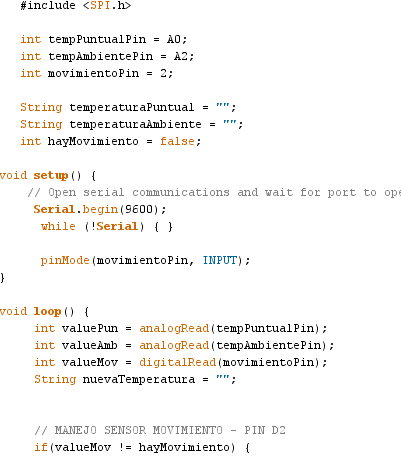 #include <SPI.h>
int tempPuntualPin = A0;
int tempAmbientePin = A2;
int movimientoPin = 2;
String temperaturaPuntual = "";
String temperaturaAmbiente = "";
int hayMovimiento = false;
void setup() {
// Open serial communications and wait for port to ope
Serial.begin(9600);
while (!Serial) { }
pinMode(movimientoPin, INPUT);
}
void loop() {
int valuePun = analogRead(tempPuntualPin);
int valueAmb = analogRead(tempAmbientePin);
int valueMov = digitalRead(movimientoPin);
String nuevaTemperatura = "";
// MANEJO SENSOR MOVIMIENTO - PIN D2
if(valueMov != hayMovimiento) {